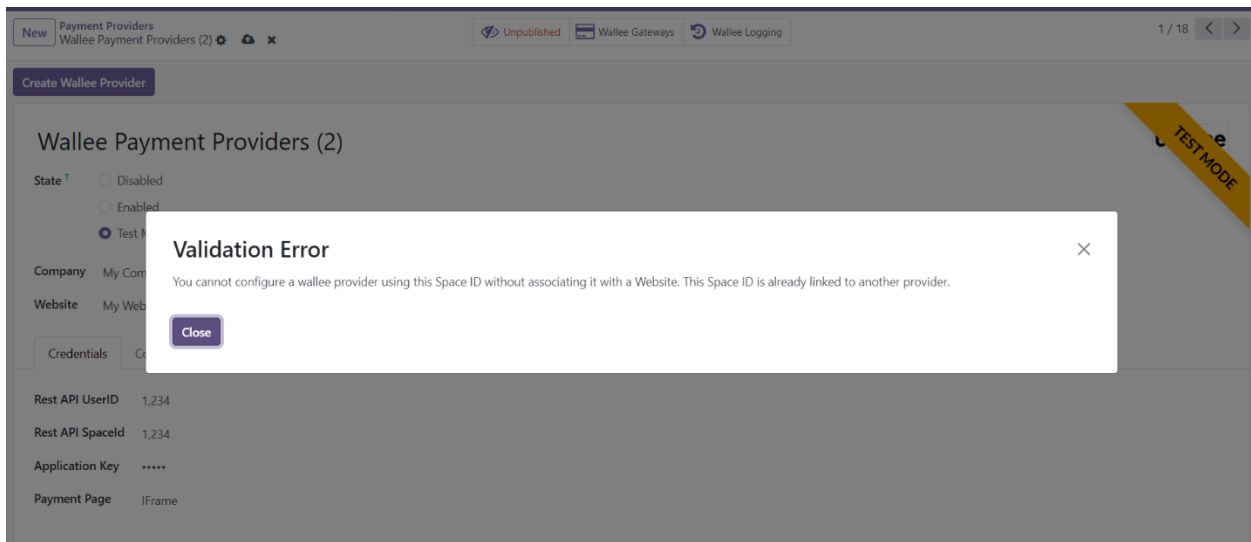 New
Payment Providers
Wallee Payment Providers (2)
Unpublished
Wallee Gateways
Wallee Logging
1 / 18
Create Wallee Provider
Wallee Payment Providers (2)
TEST MODE
State ?
Disabled
Enabled
Test
Validation Error
You cannot configure a wallee provider using this Space ID without associating it with a Website. This Space ID is already linked to another provider.
Close
Company My Com
Website My Web
Credentials
Rest API UserID 1,234
Rest API SpaceId 1,234
Application Key •••••
Payment Page IFrame